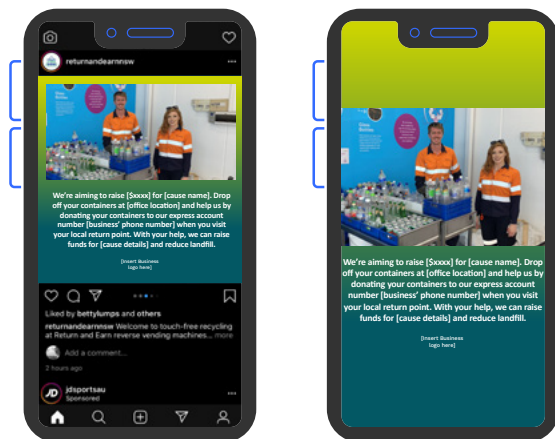 returnandearnnsw
We're aiming to raise [$xxxx] for [cause name]. Drop
off your containers at [office location] and help us by
donating your containers to our express account
number [business' phone number] when you visit
your local return point. With your help, we can raise
funds for [cause details] and reduce landfill.
[Insert Business
logo here]
Liked by bettylumps and others
returnandearnnsw Welcome to touch-free recycling
at Return and Earn reverse vending machines... more
Add a comment...
2 hours ago
JD
jdsportsau
Sponsored
We're aiming to raise [$xxxx] for [cause name]. Drop
off your containers at [office location] and help us by
donating your containers to our express account
number [business' phone number] when you visit
your local return point. With your help, we can raise
funds for [cause details] and reduce landfill.
[Insert Business
logo here]